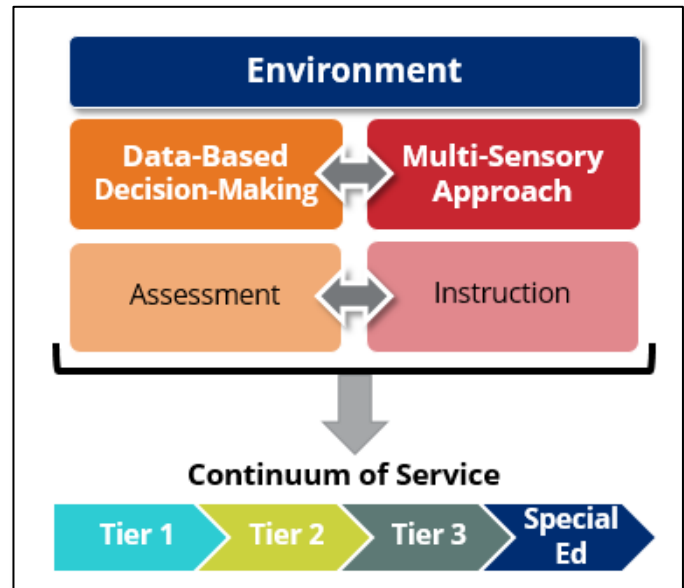 Environment
Data-Based
Decision-Making
Multi-Sensory
Approach
Assessment
Instruction
Continuum of Service
Tier 1
Tier 2
Tier 3
Special
Ed